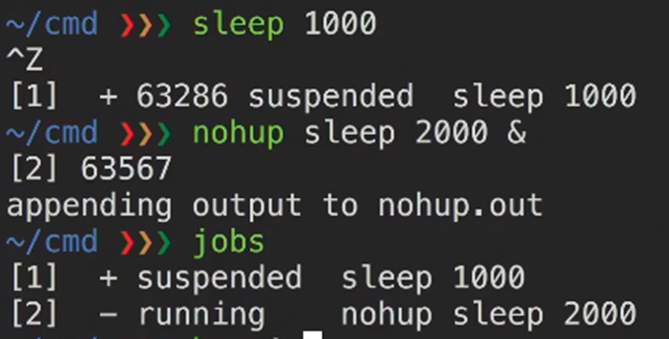 ~/cmd ❯❯❯ sleep 1000
^Z
[1]  + 63286 suspended  sleep 1000
~/cmd ❯❯❯ nohup sleep 2000 &
[2] 63567
appending output to nohup.out
~/cmd ❯❯❯ jobs
[1]  + suspended  sleep 1000
[2]  - running    nohup sleep 2000